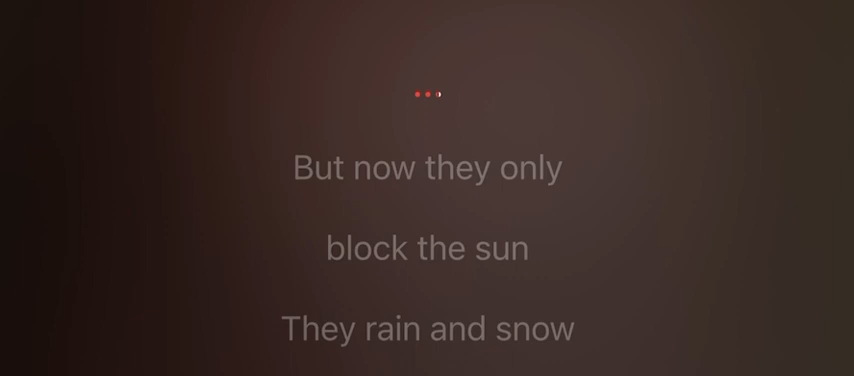 But now they only
block the sun
They rain and snow